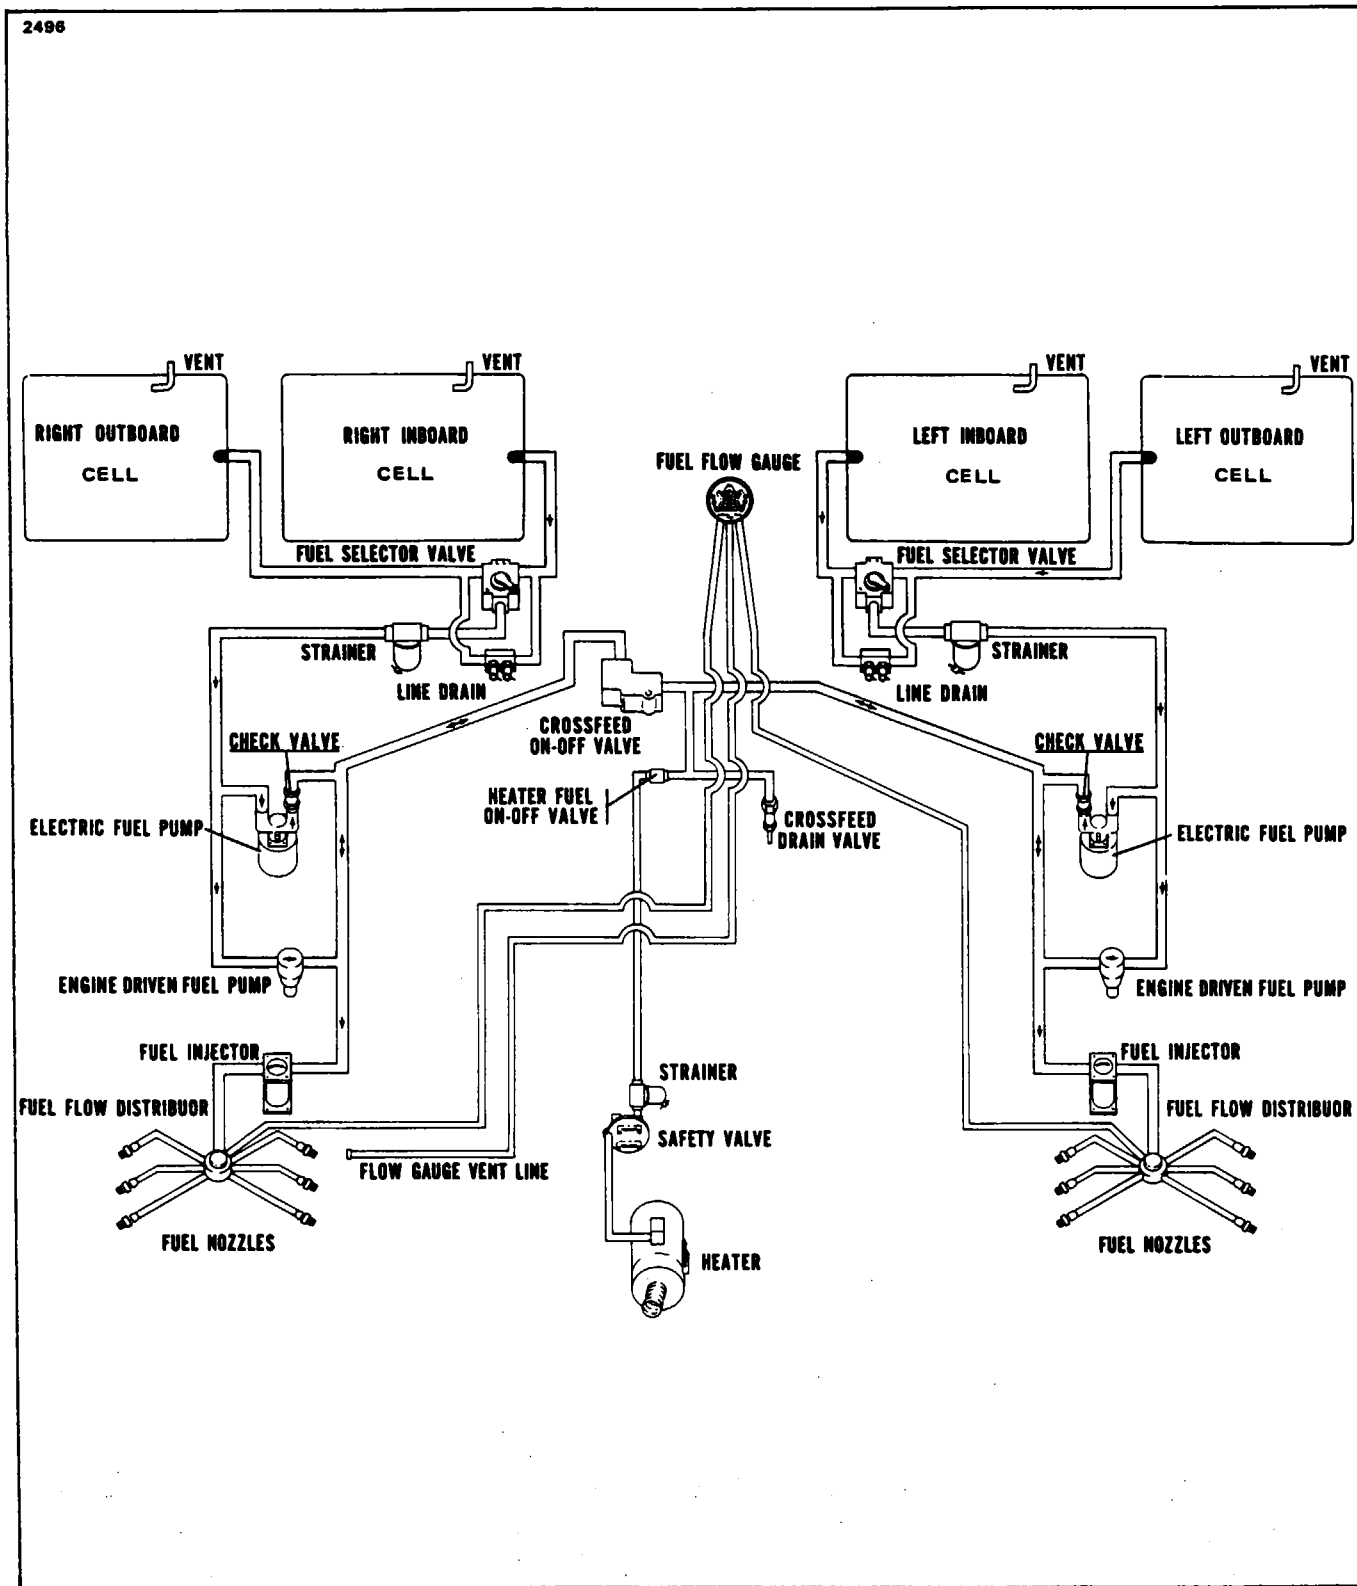 2496
VENT
VENT
VENT
VENT
RIGHT OUTBOARD
CELL
RIGHT INBOARD
CELL
LEFT INBOARD
CELL
LEFT OUTBOARD
CELL
FUEL FLOW GAUGE
FUEL SELECTOR VALVE
FUEL SELECTOR VALVE
STRAINER
STRAINER
LINE DRAIN
LINE DRAIN
CROSSFEED
ON-OFF VALVE
CHECK VALVE
CHECK VALVE
HEATER FUEL
ON-OFF VALVE
CROSSFEED
DRAIN VALVE
ELECTRIC FUEL PUMP
ELECTRIC FUEL PUMP
ENGINE DRIVEN FUEL PUMP
ENGINE DRIVEN FUEL PUMP
FUEL INJECTOR
FUEL INJECTOR
STRAINER
FUEL FLOW DISTRIBUOR
FUEL FLOW DISTRIBUOR
SAFETY VALVE
FLOW GAUGE VENT LINE
FUEL NOZZLES
FUEL NOZZLES
HEATER